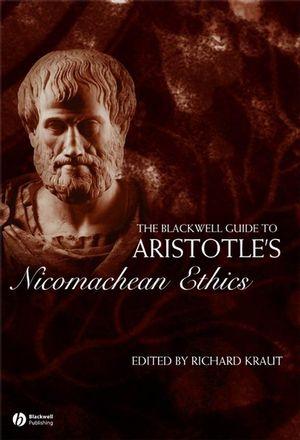 THE BLACKWELL GUIDE TO
ARISTOTLE'S
Nicomachean Ethics
EDITED BY RICHARD KRAUT
Blackwell
Publishing